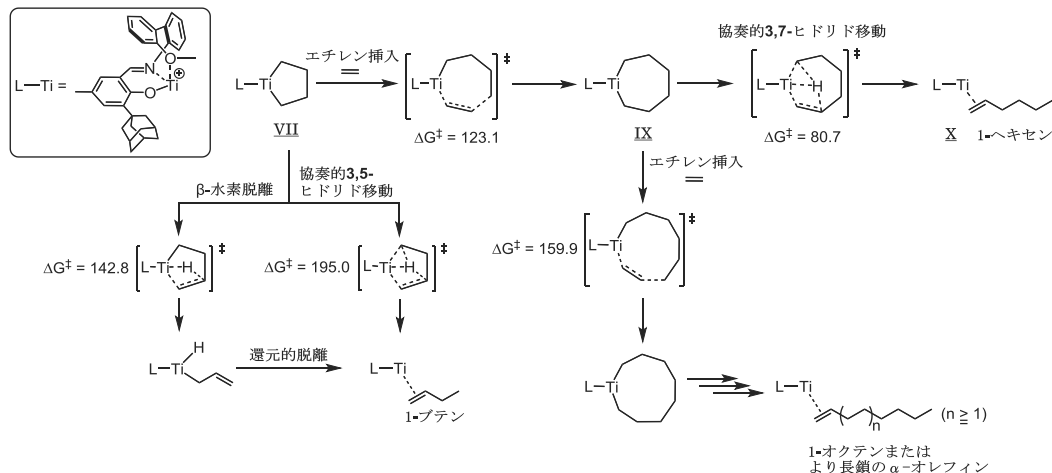 L—Ti =
N
O
O
Ti
⊕
L—Ti
VII
エチレン挿入
L—Ti
‡
ΔG‡ = 123.1
L—Ti
IX
協奏的3,7-ヒドリド移動
L—Ti
H
‡
ΔG‡ = 80.7
L—Ti
X 1-ヘキセン
β-水素脱離
協奏的3,5-
ヒドリド移動
エチレン挿入
ΔG‡ = 142.8
L-Ti
H
‡
ΔG‡ = 195.0
L-Ti
H
‡
ΔG‡ = 159.9
L—Ti
‡
L—Ti
H
還元的脱離
L—Ti
1-ブテン
L—Ti
L—Ti
n
(n ≧ 1)
1-オクテンまたは
より長鎖のα-オレフィン